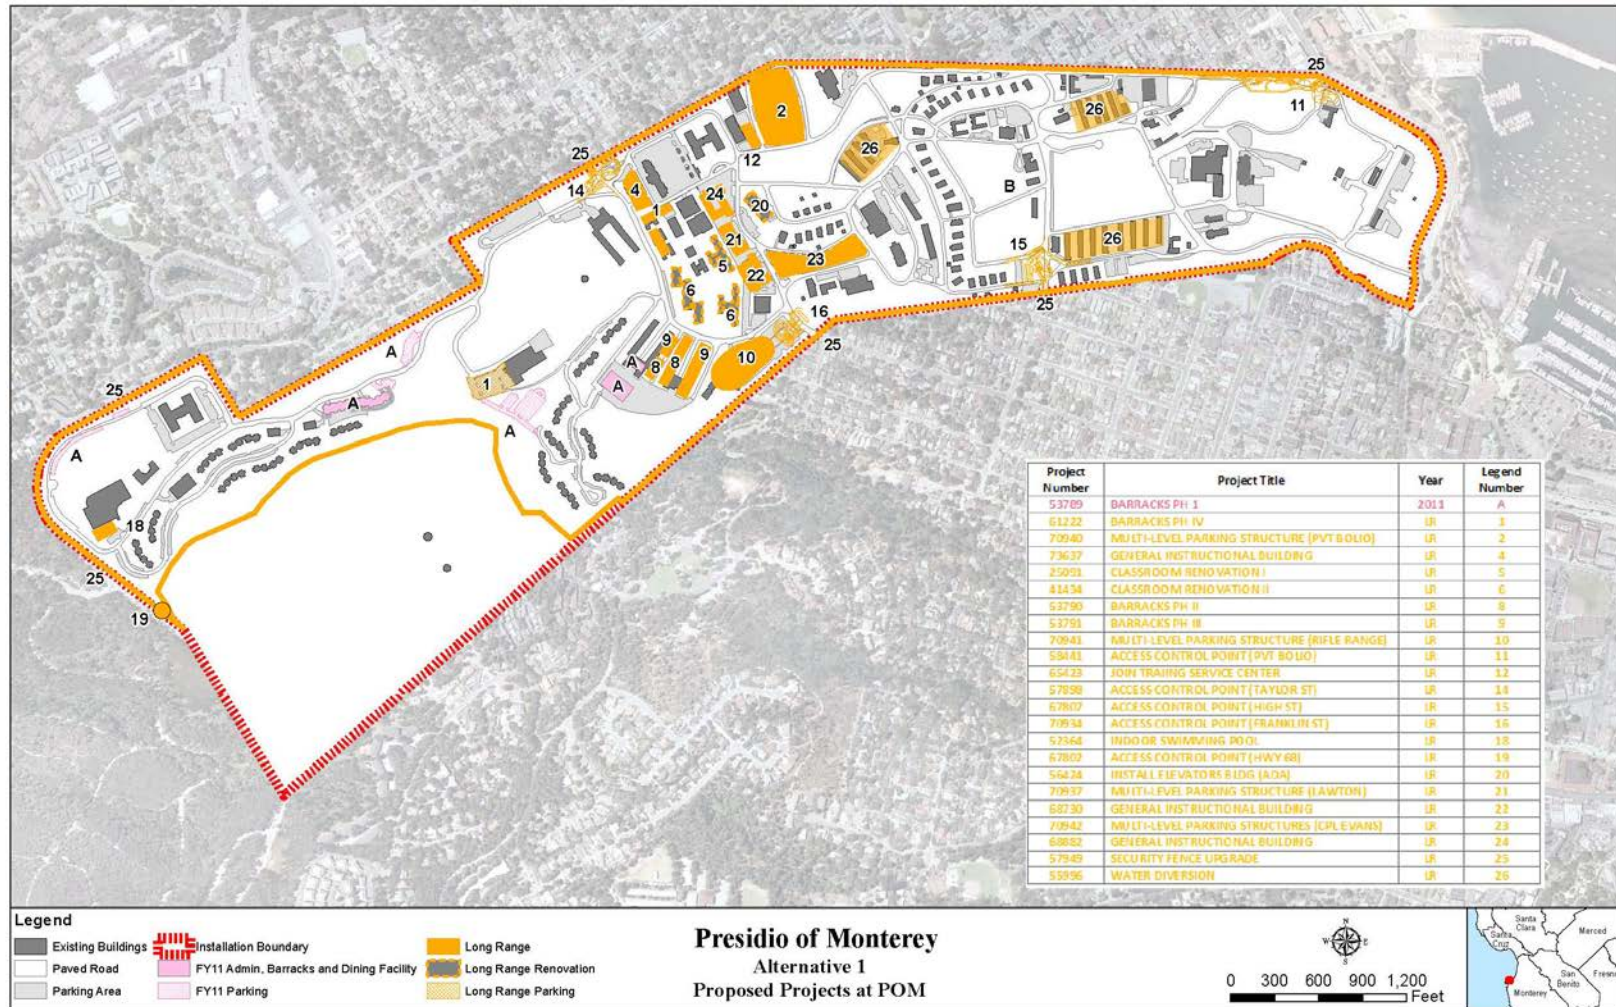 25
11
2
26
12
26
25
14
4
1
24
20
B
21
5
22
23
15
26
6
6
25
16
25
A
9
9
A
8
8
10
1
A
A
25
A
A
18
25
19
Project Number Project Title Year Legend Number
53789 BARRACKS PH 1 2011 A
61222 BARRACKS PH IV LR 1
70940 MULTI-LEVEL PARKING STRUCTURE (PVT BOLIO) LR 2
73637 GENERAL INSTRUCTIONAL BUILDING LR 4
25091 CLASSROOM RENOVATION I LR 5
41434 CLASSROOM RENOVATION II LR 6
53790 BARRACKS PH II LR 8
53791 BARRACKS PH III LR 9
70941 MULTI-LEVEL PARKING STRUCTURE (RIFLE RANGE) LR 10
58441 ACCESS CONTROL POINT (PVT BOLIO) LR 11
65423 JOIN TRAIING SERVICE CENTER LR 12
57898 ACCESS CONTROL POINT (TAYLOR ST) LR 14
67807 ACCESS CONTROL POINT (HIGH ST) LR 15
70934 ACCESS CONTROL POINT (FRANKLIN ST) LR 16
52364 INDOOR SWIMMING POOL LR 18
67802 ACCESS CONTROL POINT (HWY 68) LR 19
56424 INSTALL ELEVATORS BLDG (ADA) LR 20
70937 MULTI-LEVEL PARKING STRUCTURE (LAWTON) LR 21
68730 GENERAL INSTRUCTIONAL BUILDING LR 22
70942 MULTI-LEVEL PARKING STRUCTURES (CPL EVANS) LR 23
68882 GENERAL INSTRUCTIONAL BUILDING LR 24
57949 SECURITY FENCE UPGRADE LR 25
55996 WATER DIVERSION LR 26
Legend
Existing Buildings
Paved Road
Parking Area
Installation Boundary
FY11 Admin, Barracks and Dining Facility
FY11 Parking
Long Range
Long Range Renovation
Long Range Parking
Presidio of Monterey
Alternative 1
Proposed Projects at POM
N
W E
S
0 300 600 900 1,200
Feet
Santa Clara
Santa Cruz
Merced
San Benito
Fresno
Monterey